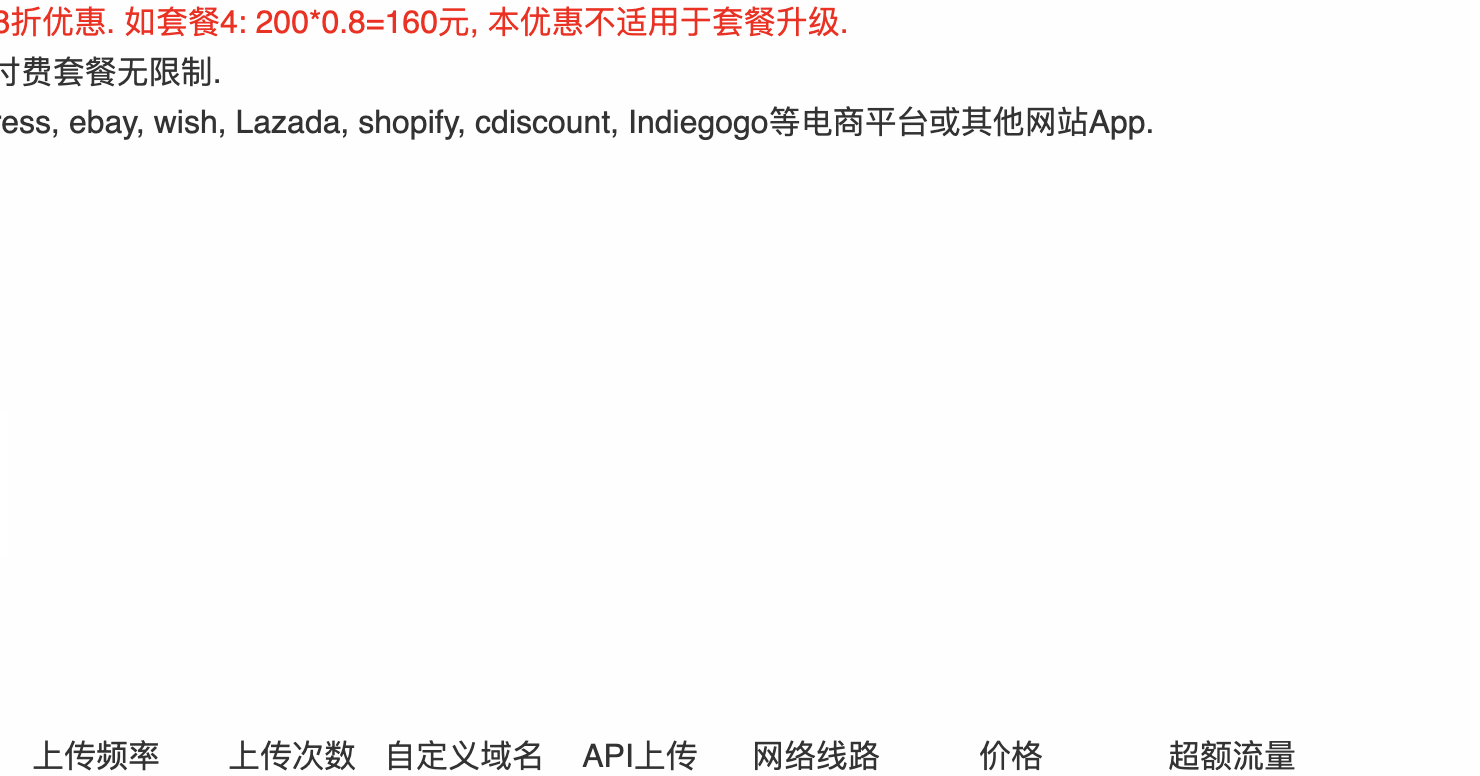 8折优惠. 如套餐4: 200*0.8=160元, 本优惠不适用于套餐升级.
付费套餐无限制.
ress, ebay, wish, Lazada, shopify, cdiscount, Indiegogo等电商平台或其他网站App.
上传频率 上传次数 自定义域名 API上传 网络线路 价格 超额流量